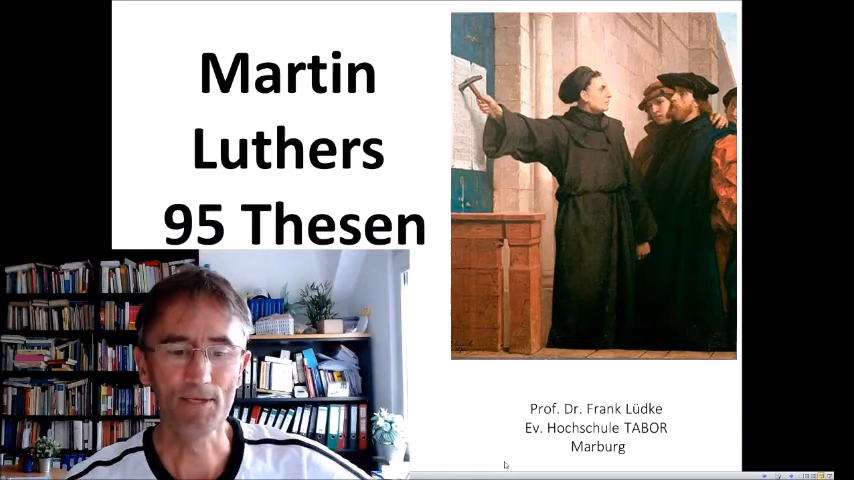 Martin
Luthers
95 Thesen
Prof. Dr. Frank Lüdke
Ev. Hochschule TABOR
Marburg